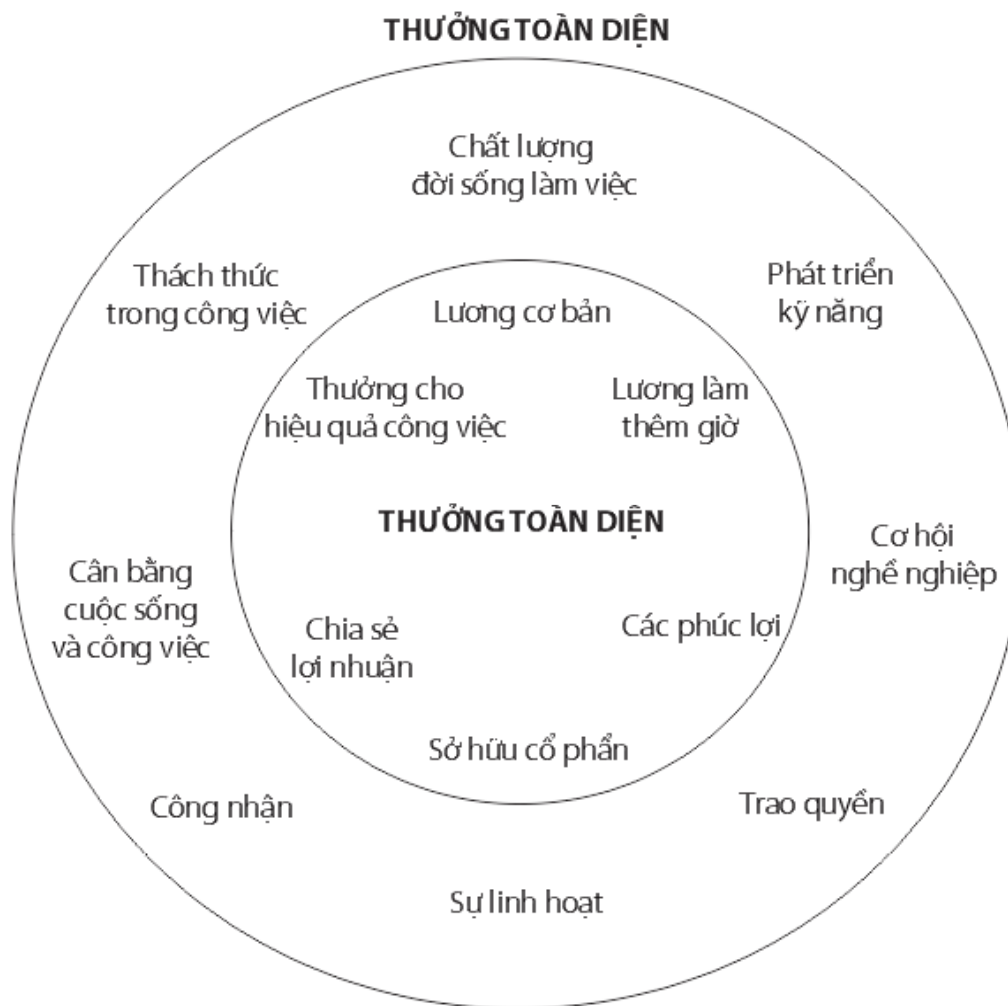 THƯỞNG TOÀN DIỆN
Chất lượng
đời sống làm việc
Thách thức
trong công việc
Phát triển
kỹ năng
Lương cơ bản
Thưởng cho
hiệu quả công việc
Lương làm
thêm giờ
THƯỞNG TOÀN DIỆN
Cơ hội
nghề nghiệp
Cân bằng
cuộc sống
và công việc
Chia sẻ
lợi nhuận
Các phúc lợi
Sở hữu cổ phần
Công nhận
Trao quyền
Sự linh hoạt